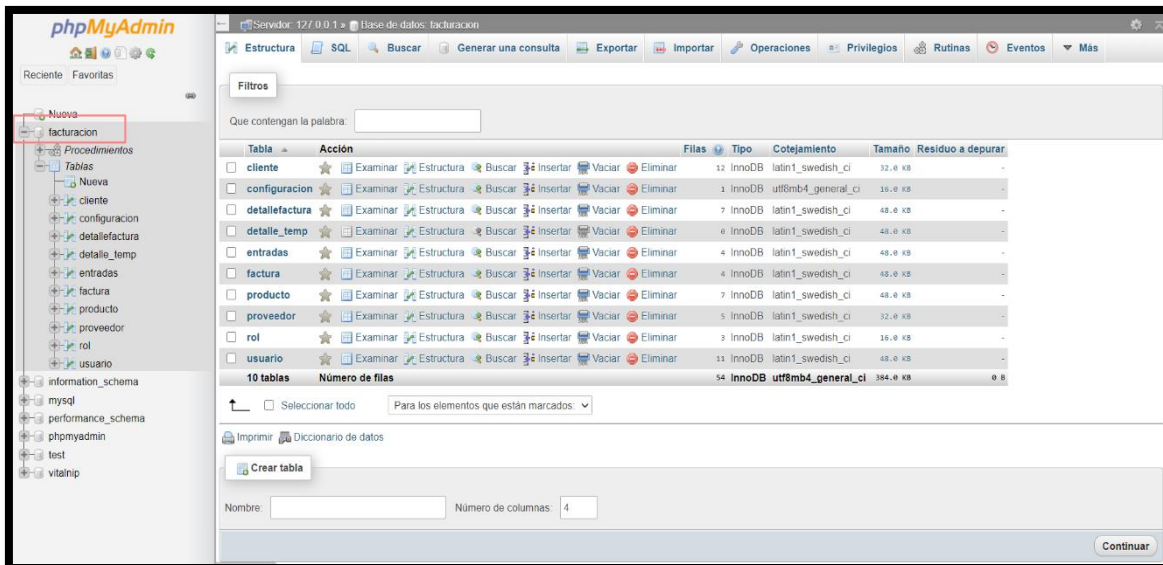 phpMyAdmin
Reciente Favoritas
Nueva
facturacion
Procedimientos
Tablas
Nueva
cliente
configuracion
detallefactura
detalle_temp
entradas
factura
producto
proveedor
rol
usuario
information_schema
mysql
performance_schema
phpmyadmin
test
vitalnip
Servidor: 127.0.0.1 » Base de datos: facturacion
Estructura SQL Buscar Generar una consulta Exportar Importar Operaciones Privilegios Rutinas Eventos Más
Filtros
Que contengan la palabra:
Tabla Acción Filas Tipo Cotejamiento Tamaño Residuo a depurar
cliente Examinar Estructura Buscar Insertar Vaciar Eliminar 12 InnoDB latin1_swedish_ci 32.0 KB -
configuracion Examinar Estructura Buscar Insertar Vaciar Eliminar 1 InnoDB utf8mb4_general_ci 16.0 KB -
detallefactura Examinar Estructura Buscar Insertar Vaciar Eliminar 7 InnoDB latin1_swedish_ci 48.0 KB -
detalle_temp Examinar Estructura Buscar Insertar Vaciar Eliminar 0 InnoDB latin1_swedish_ci 48.0 KB -
entradas Examinar Estructura Buscar Insertar Vaciar Eliminar 4 InnoDB latin1_swedish_ci 48.0 KB -
factura Examinar Estructura Buscar Insertar Vaciar Eliminar 4 InnoDB latin1_swedish_ci 48.0 KB -
producto Examinar Estructura Buscar Insertar Vaciar Eliminar 7 InnoDB latin1_swedish_ci 48.0 KB -
proveedor Examinar Estructura Buscar Insertar Vaciar Eliminar 5 InnoDB latin1_swedish_ci 32.0 KB -
rol Examinar Estructura Buscar Insertar Vaciar Eliminar 3 InnoDB latin1_swedish_ci 16.0 KB -
usuario Examinar Estructura Buscar Insertar Vaciar Eliminar 11 InnoDB latin1_swedish_ci 48.0 KB -
10 tablas Número de filas 54 InnoDB utf8mb4_general_ci 384.0 KB 0 B
Seleccionar todo Para los elementos que están marcados:
Imprimir Diccionario de datos
Crear tabla
Nombre: Número de columnas: 4
Continuar